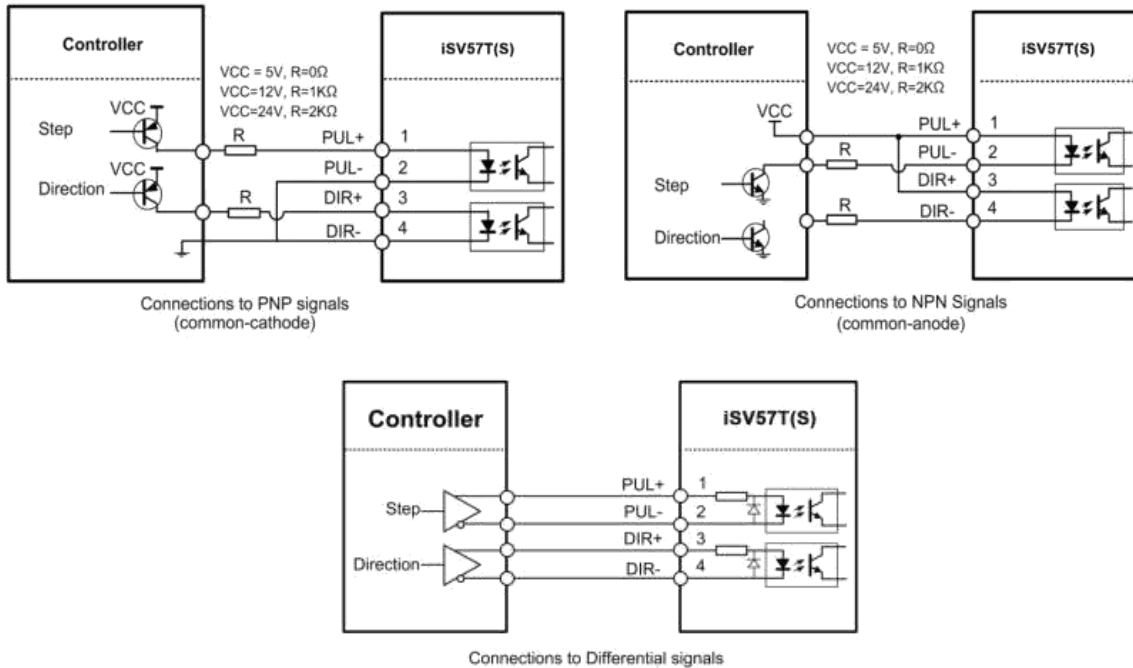 Controller
iSV57T(S)
VCC = 5V, R=0Ω
VCC=12V, R=1KΩ
VCC=24V, R=2KΩ
VCC
Step
R
PUL+
1
PUL-
2
VCC
Direction
R
DIR+
3
DIR-
4
Connections to PNP signals
(common-cathode)
Controller
iSV57T(S)
VCC = 5V, R=0Ω
VCC=12V, R=1KΩ
VCC=24V, R=2KΩ
VCC
PUL+
1
R
PUL-
2
Step
DIR+
3
Direction
R
DIR-
4
Connections to NPN Signals
(common-anode)
Controller
iSV57T(S)
PUL+
1
Step
PUL-
2
DIR+
3
Direction
DIR-
4
Connections to Differential signals